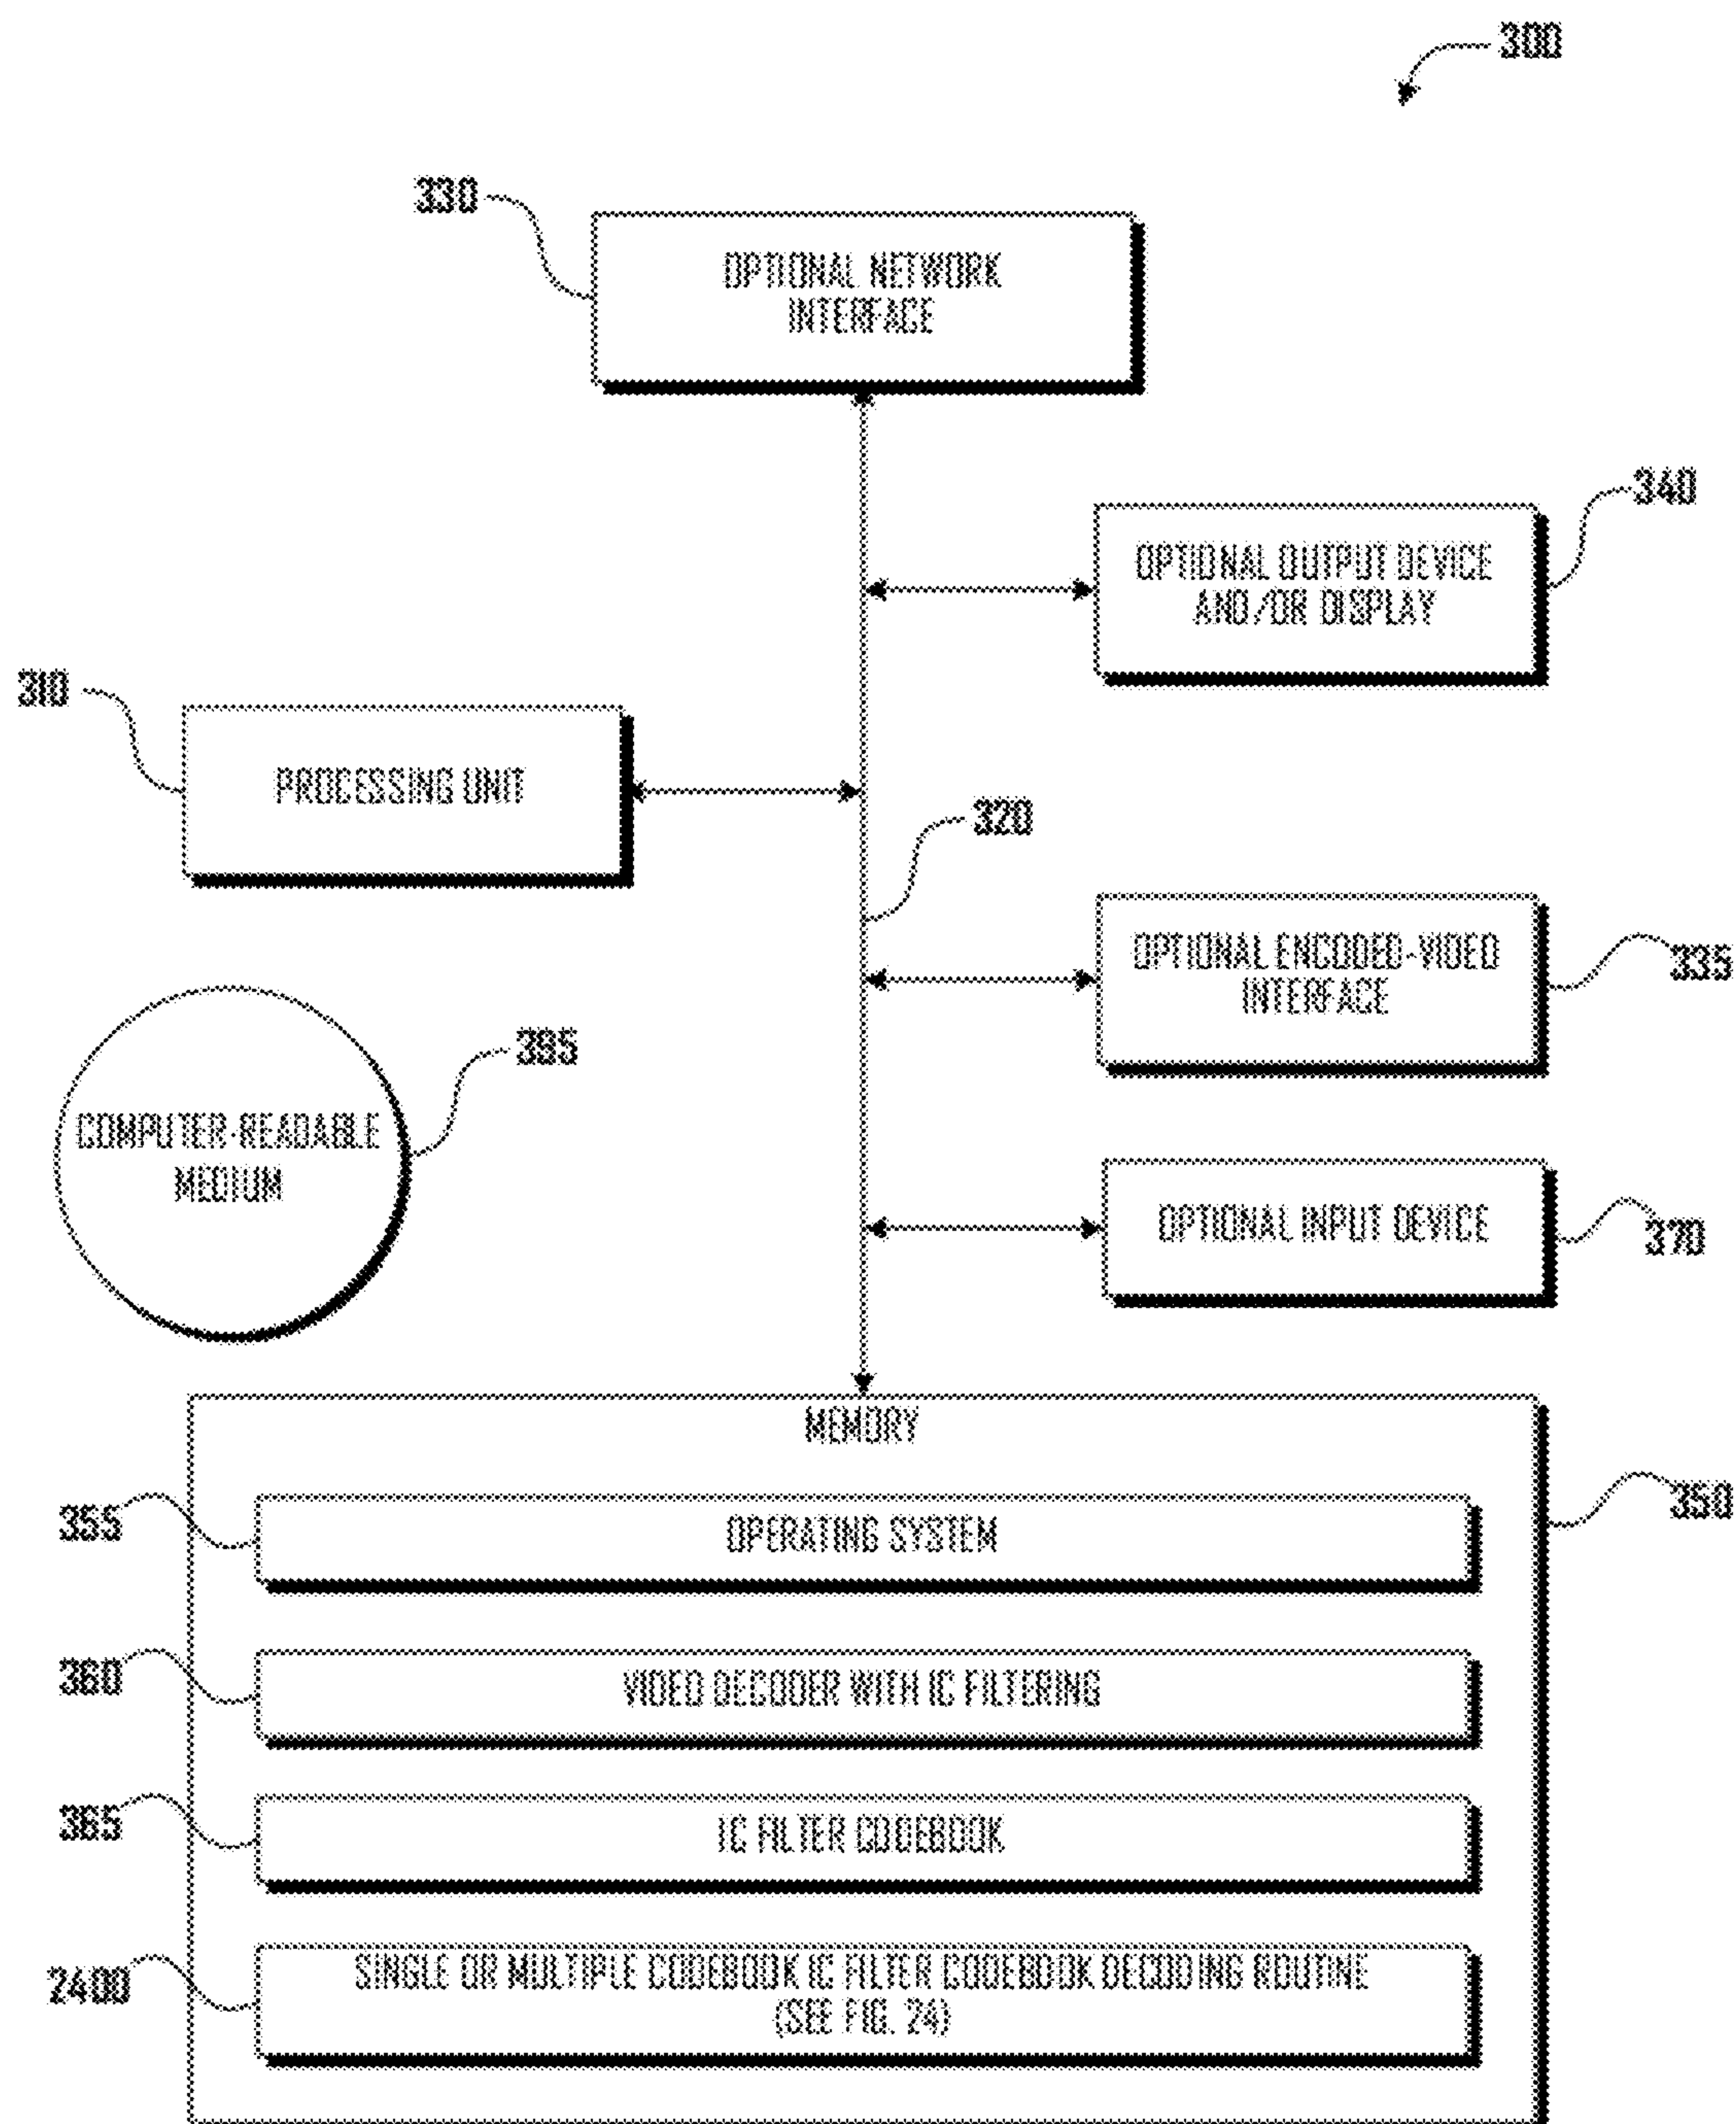 300
330
OPTIONAL NETWORK
INTERFACE
340
OPTIONAL OUTPUT DEVICE
AND/OR DISPLAY
310
PROCESSING UNIT
320
OPTIONAL ENCODED-VIDEO
INTERFACE
335
395
COMPUTER-READABLE
MEDIUM
OPTIONAL INPUT DEVICE
370
MEMORY
350
355
OPERATING SYSTEM
360
VIDEO DECODER WITH IC FILTERING
365
IC FILTER CODEBOOK
2400
SINGLE OR MULTIPLE CODEBOOK IC FILTER CODEBOOK DECODING ROUTINE
(SEE FIG. 24)